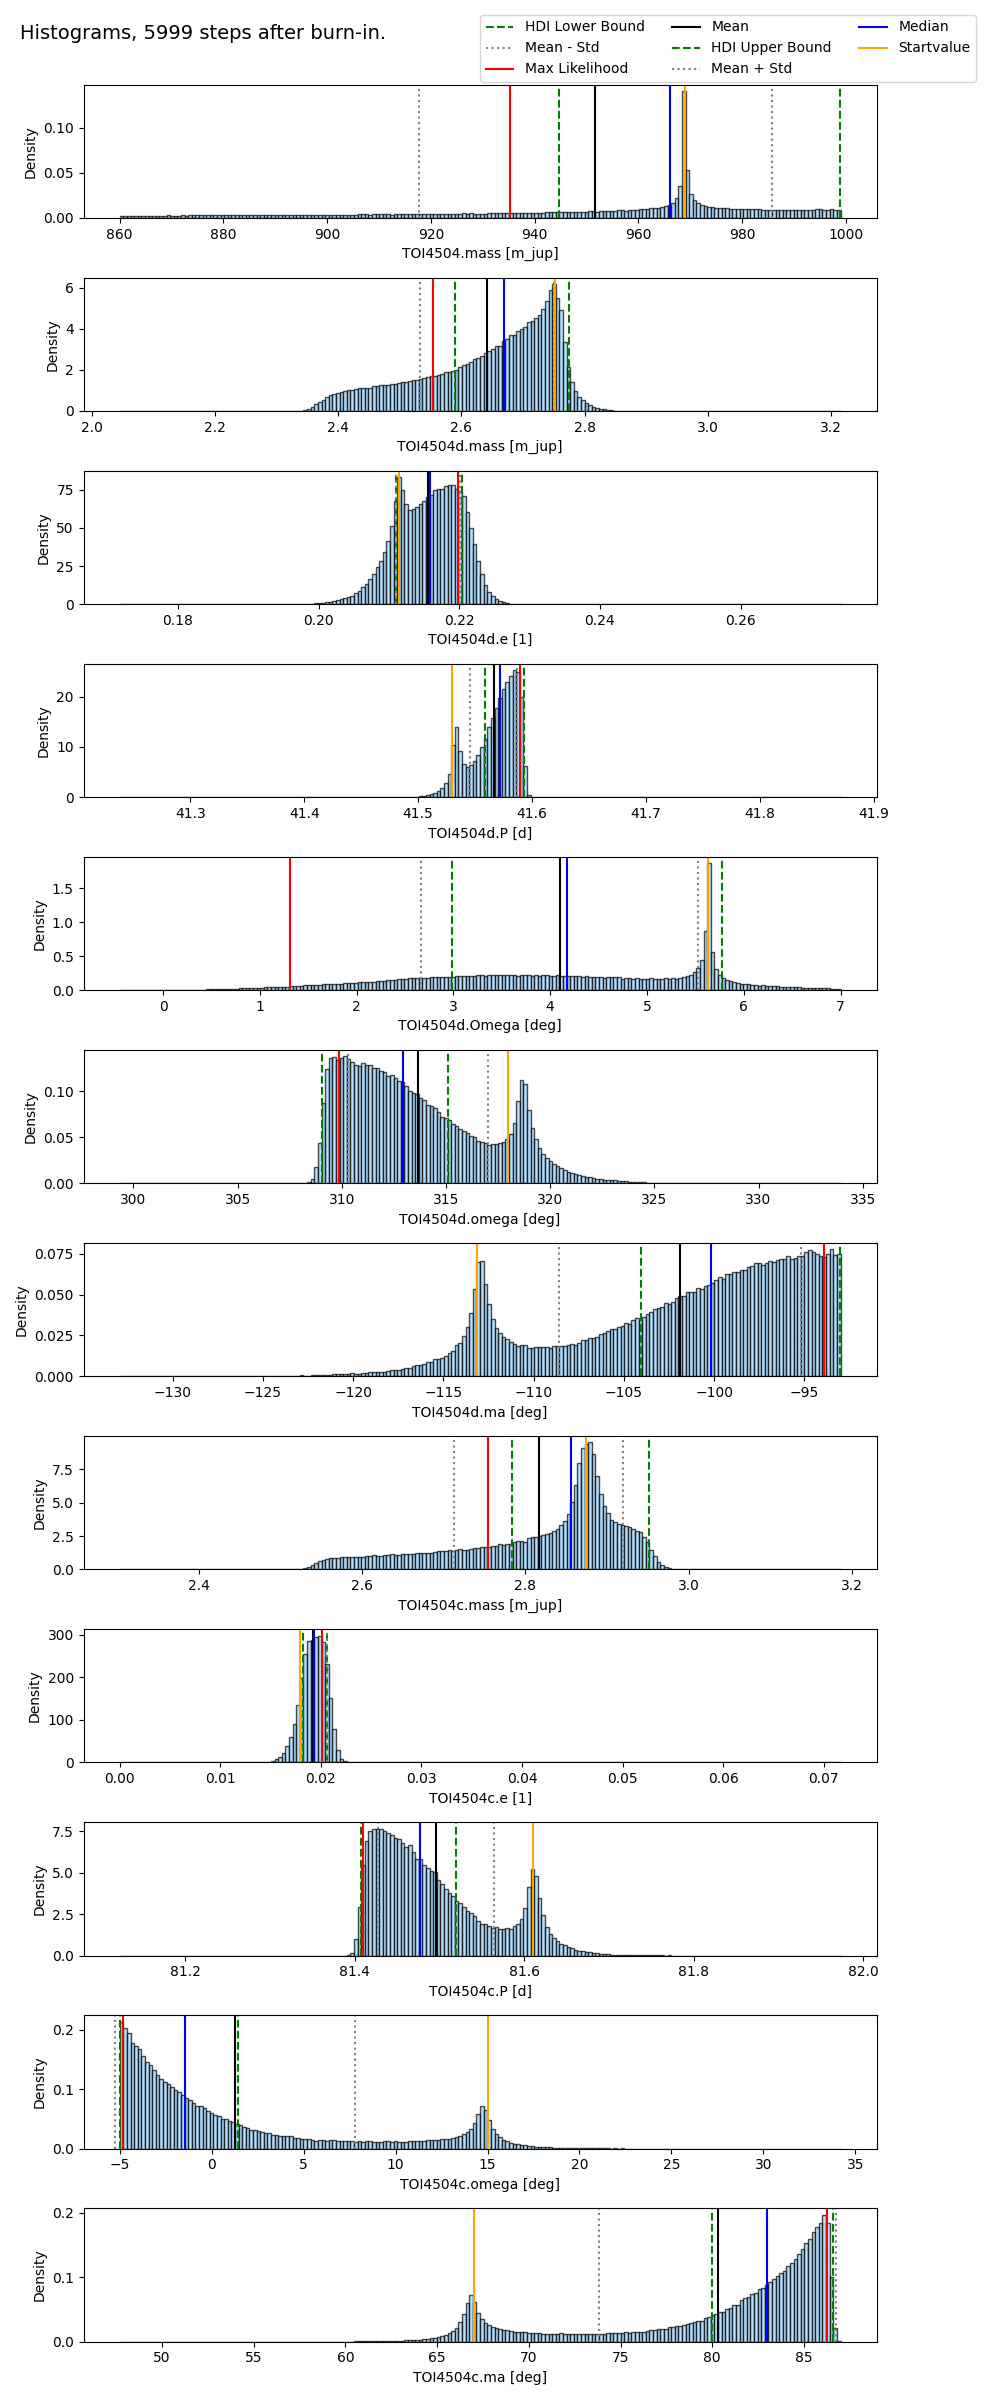 Histograms, 5999 steps after burn-in.
HDI Lower Bound Mean Median
Mean - Std HDI Upper Bound Startvalue
Max Likelihood Mean + Std
Density
0.10
0.05
0.00
860 880 900 920 940 960 980 1000
TOI4504.mass [m_jup]
Density
6
4
2
0
2.0 2.2 2.4 2.6 2.8 3.0 3.2
TOI4504d.mass [m_jup]
Density
75
50
25
0
0.18 0.20 0.22 0.24 0.26
TOI4504d.e [1]
Density
20
10
0
41.3 41.4 41.5 41.6 41.7 41.8 41.9
TOI4504d.P [d]
Density
1.5
1.0
0.5
0.0
0 1 2 3 4 5 6 7
TOI4504d.Omega [deg]
Density
0.10
0.05
0.00
300 305 310 315 320 325 330 335
TOI4504d.omega [deg]
Density
0.075
0.050
0.025
0.000
−130 −125 −120 −115 −110 −105 −100 −95
TOI4504d.ma [deg]
Density
7.5
5.0
2.5
0.0
2.4 2.6 2.8 3.0 3.2
TOI4504c.mass [m_jup]
Density
300
200
100
0
0.00 0.01 0.02 0.03 0.04 0.05 0.06 0.07
TOI4504c.e [1]
Density
7.5
5.0
2.5
0.0
81.2 81.4 81.6 81.8 82.0
TOI4504c.P [d]
Density
0.2
0.1
0.0
−5 0 5 10 15 20 25 30 35
TOI4504c.omega [deg]
Density
0.2
0.1
0.0
50 55 60 65 70 75 80 85
TOI4504c.ma [deg]